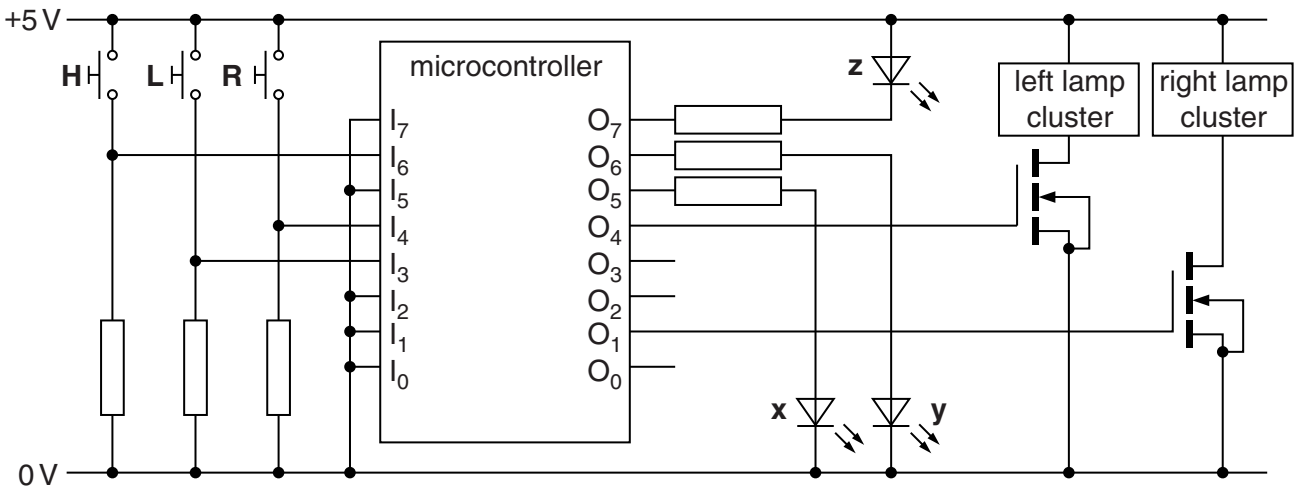 +5 V
H
L
R
microcontroller
z
left lamp
cluster
right lamp
cluster
I7
O7
I6
O6
I5
O5
I4
O4
I3
O3
I2
O2
I1
O1
I0
O0
x
y
0 V